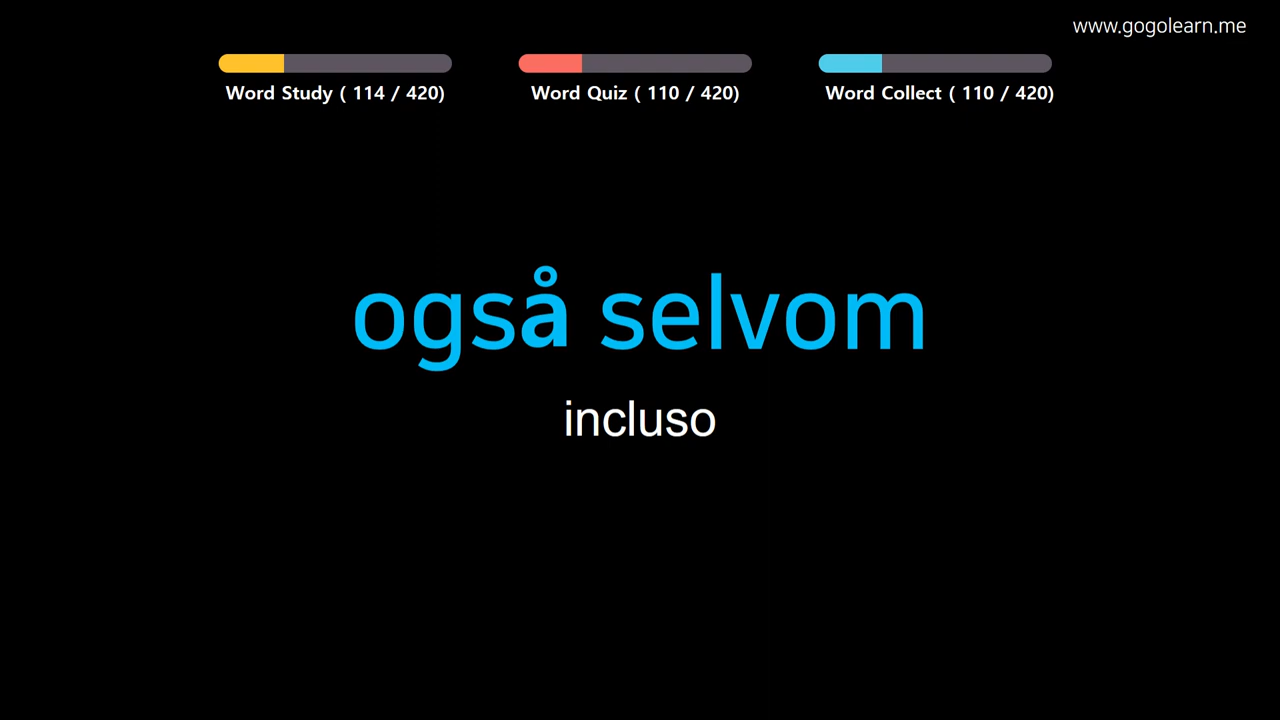 www.gogolearn.me
Word Study ( 114 / 420)
Word Quiz ( 110 / 420)
Word Collect ( 110 / 420)
også selvom
incluso